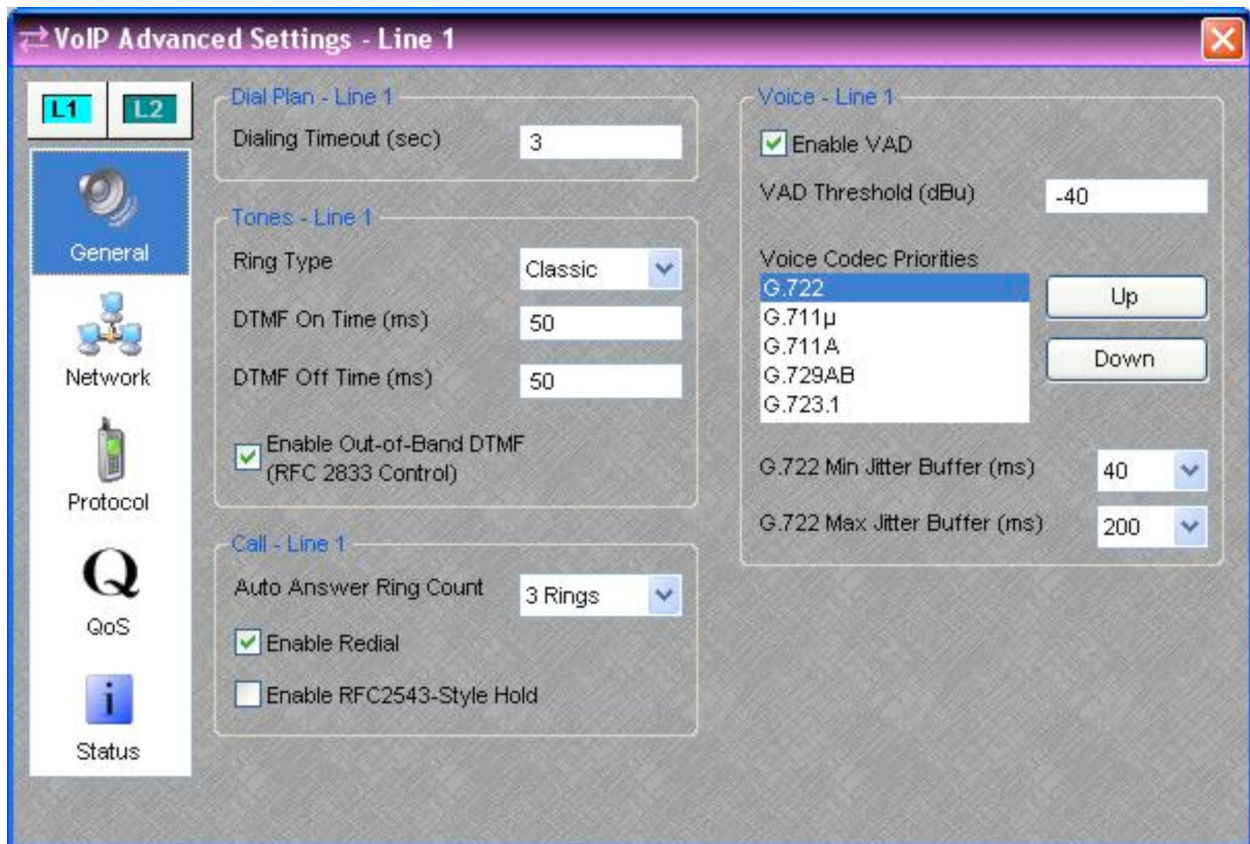 VoIP Advanced Settings - Line 1
L1 L2
General
Network
Protocol
Q
QoS
i
Status
Dial Plan - Line 1
Dialing Timeout (sec) 3
Tones - Line 1
Ring Type Classic
DTMF On Time (ms) 50
DTMF Off Time (ms) 50
Enable Out-of-Band DTMF
(RFC 2833 Control)
Call - Line 1
Auto Answer Ring Count 3 Rings
Enable Redial
Enable RFC2543-Style Hold
Voice - Line 1
Enable VAD
VAD Threshold (dBu) -40
Voice Codec Priorities
G.722
G.711µ
G.711A
G.729AB
G.723.1
Up
Down
G.722 Min Jitter Buffer (ms) 40
G.722 Max Jitter Buffer (ms) 200